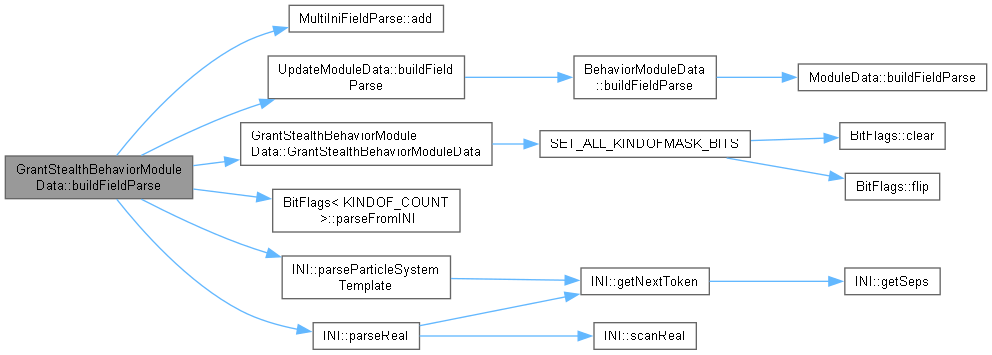 MultiIniFieldParse::add
UpdateModuleData::buildField
Parse
BehaviorModuleData
::buildFieldParse
ModuleData::buildFieldParse
GrantStealthBehaviorModule
Data::GrantStealthBehaviorModuleData
SET_ALL_KINDOFMASK_BITS
BitFlags::clear
BitFlags::flip
GrantStealthBehaviorModule
Data::buildFieldParse
BitFlags< KINDOF_COUNT
>::parseFromINI
INI::parseParticleSystem
Template
INI::getNextToken
INI::getSeps
INI::parseReal
INI::scanReal